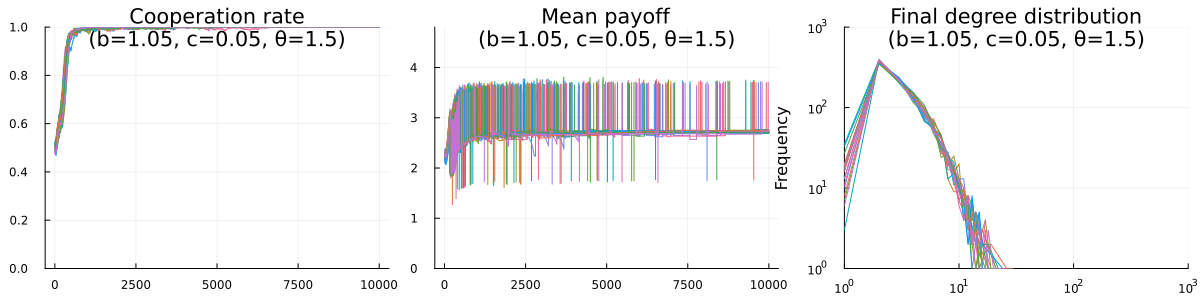 Cooperation rate
(b=1.05, c=0.05, θ=1.5)
1.0
0.8
0.6
0.4
0.2
0.0
0 2500 5000 7500 10000
Mean payoff
(b=1.05, c=0.05, θ=1.5)
4
3
2
1
0
0 2500 5000 7500 10000
Final degree distribution
(b=1.05, c=0.05, θ=1.5)
Frequency
10³
10²
10¹
10⁰
10⁰ 10¹ 10² 10³